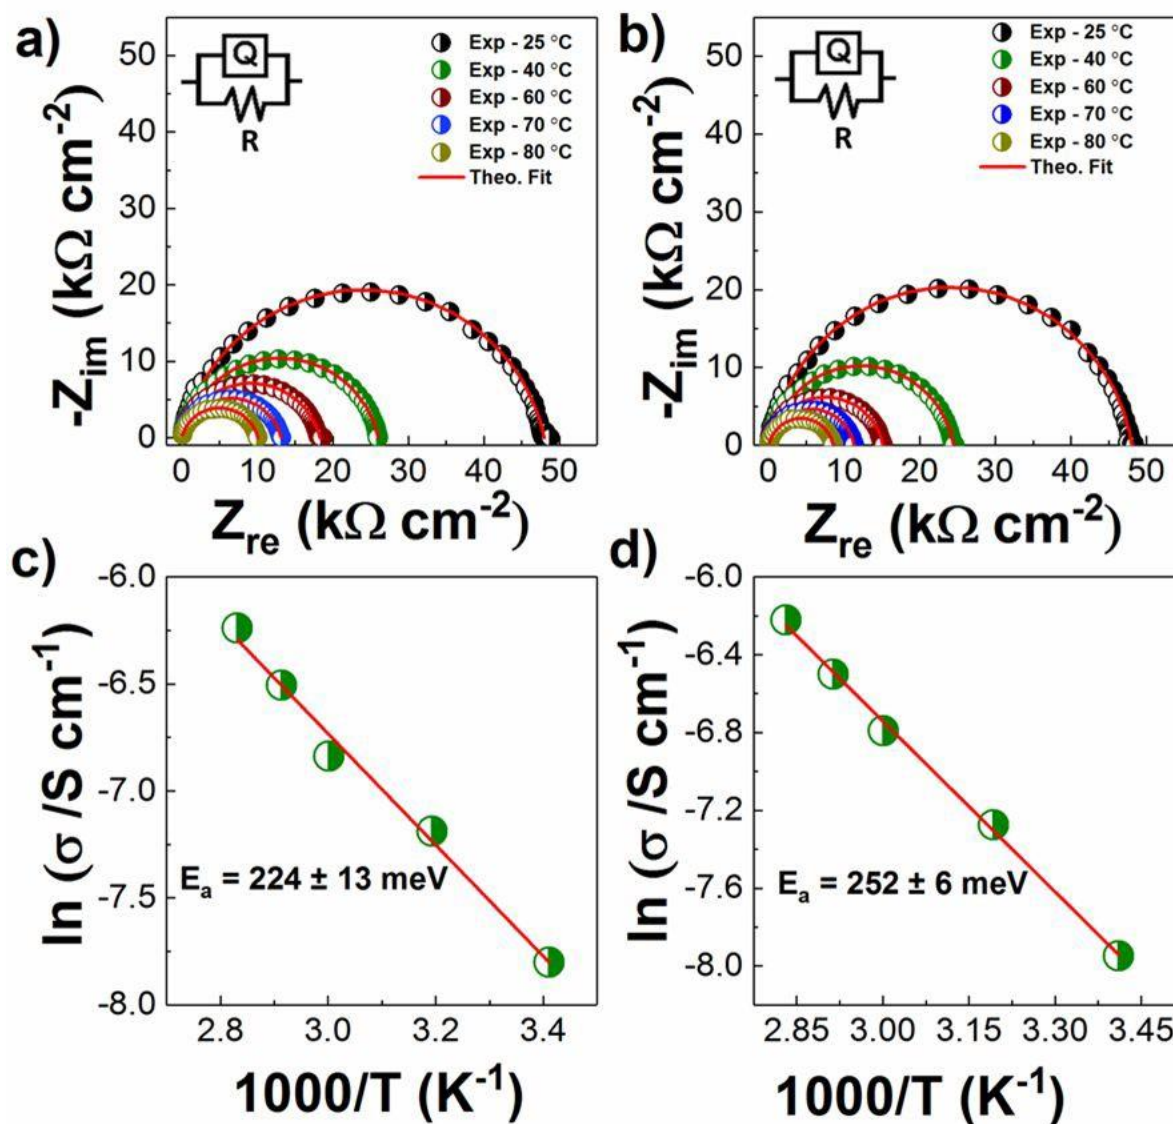 a)
Q
R
Exp - 25 °C
Exp - 40 °C
Exp - 60 °C
Exp - 70 °C
Exp - 80 °C
Theo. Fit
50
40
30
20
10
0
-Z_im (kΩ cm⁻²)
0 10 20 30 40 50
Z_re (kΩ cm⁻²)
b)
Q
R
Exp - 25 °C
Exp - 40 °C
Exp - 60 °C
Exp - 70 °C
Exp - 80 °C
Theo. Fit
50
40
30
20
10
0
-Z_im (kΩ cm⁻²)
0 10 20 30 40 50
Z_re (kΩ cm⁻²)
c)
-6.0
-6.5
-7.0
-7.5
-8.0
ln (σ /S cm⁻¹)
E_a = 224 ± 13 meV
2.8 3.0 3.2 3.4
1000/T (K⁻¹)
d)
-6.0
-6.4
-6.8
-7.2
-7.6
-8.0
ln (σ /S cm⁻¹)
E_a = 252 ± 6 meV
2.85 3.00 3.15 3.30 3.45
1000/T (K⁻¹)